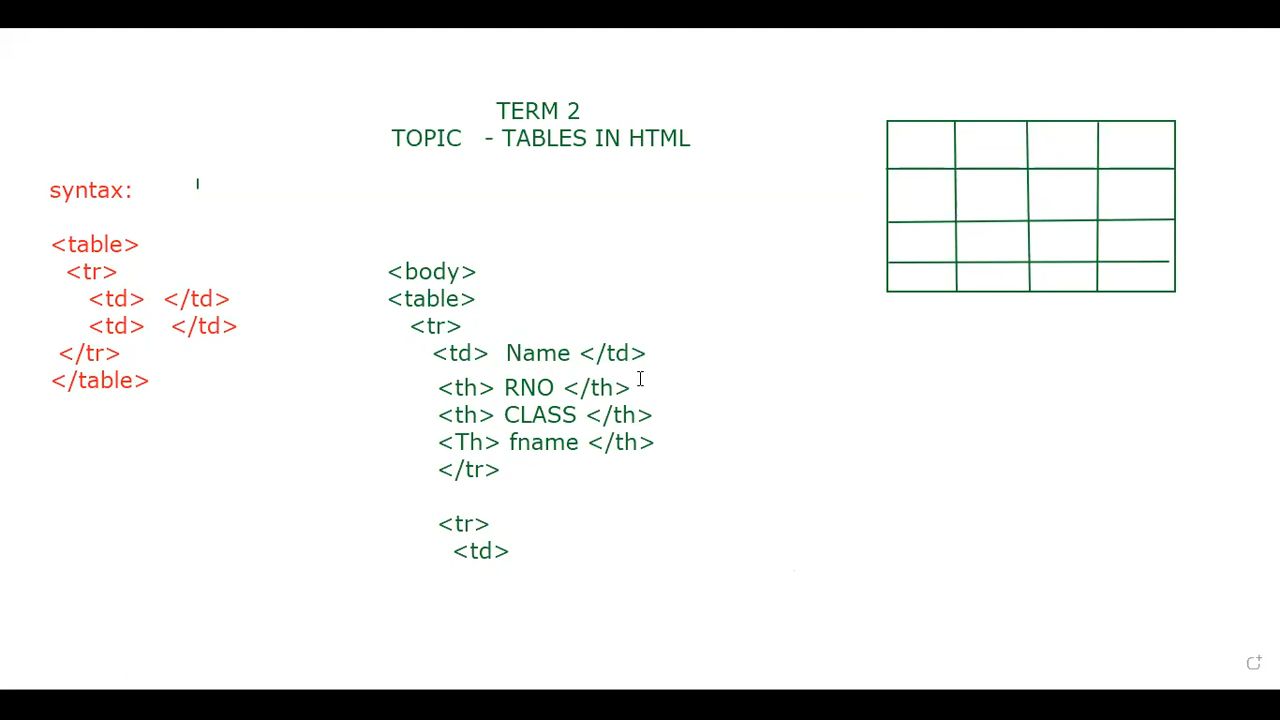 TERM 2
TOPIC - TABLES IN HTML
syntax:
<table>
<tr>
<td> </td>
<td> </td>
</tr>
</table>
<body>
<table>
<tr>
<td> Name </td>
<th> RNO </th>
<th> CLASS </th>
<Th> fname </th>
</tr>
<tr>
<td>